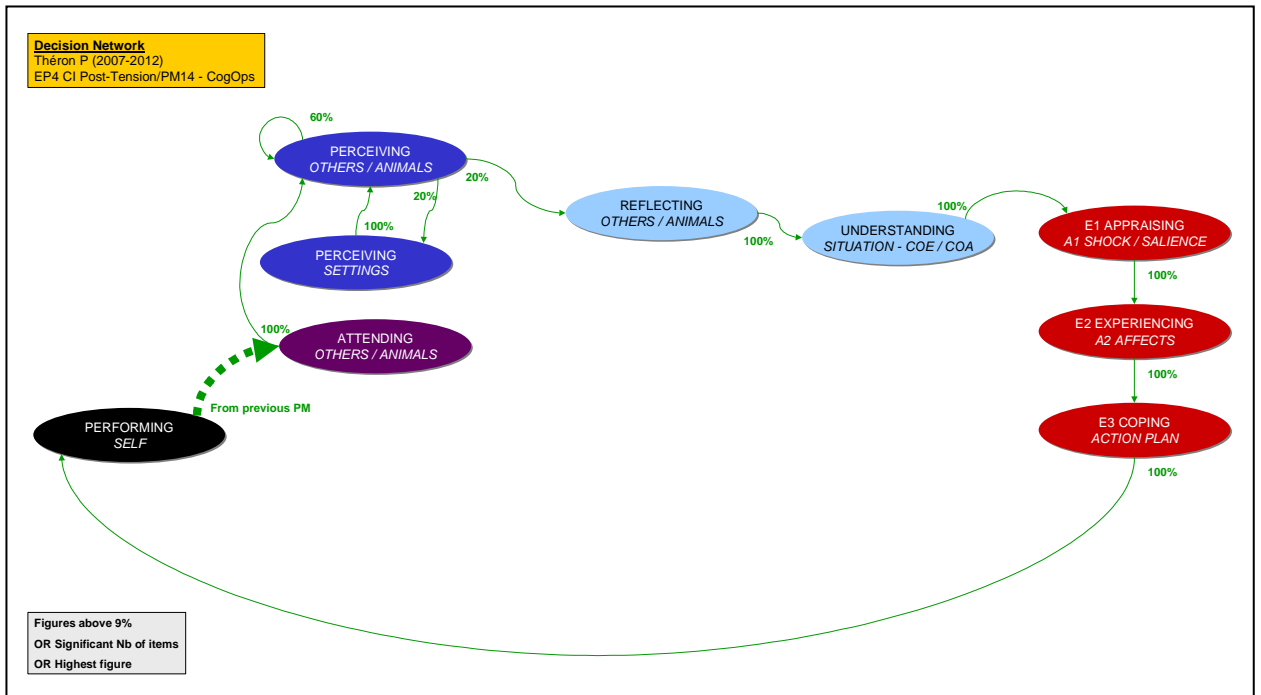 Decision Network
Théron P (2007-2012)
EP4 CI Post-Tension/PM14 - CogOps
60%
PERCEIVING
OTHERS / ANIMALS
20%
20%
100%
PERCEIVING
SETTINGS
REFLECTING
OTHERS / ANIMALS
100%
UNDERSTANDING
SITUATION - COE / COA
100%
E1 APPRAISING
A1 SHOCK / SALIENCE
100%
E2 EXPERIENCING
A2 AFFECTS
100%
E3 COPING
ACTION PLAN
100%
100%
ATTENDING
OTHERS / ANIMALS
From previous PM
PERFORMING
SELF
Figures above 9%
OR Significant Nb of items
OR Highest figure